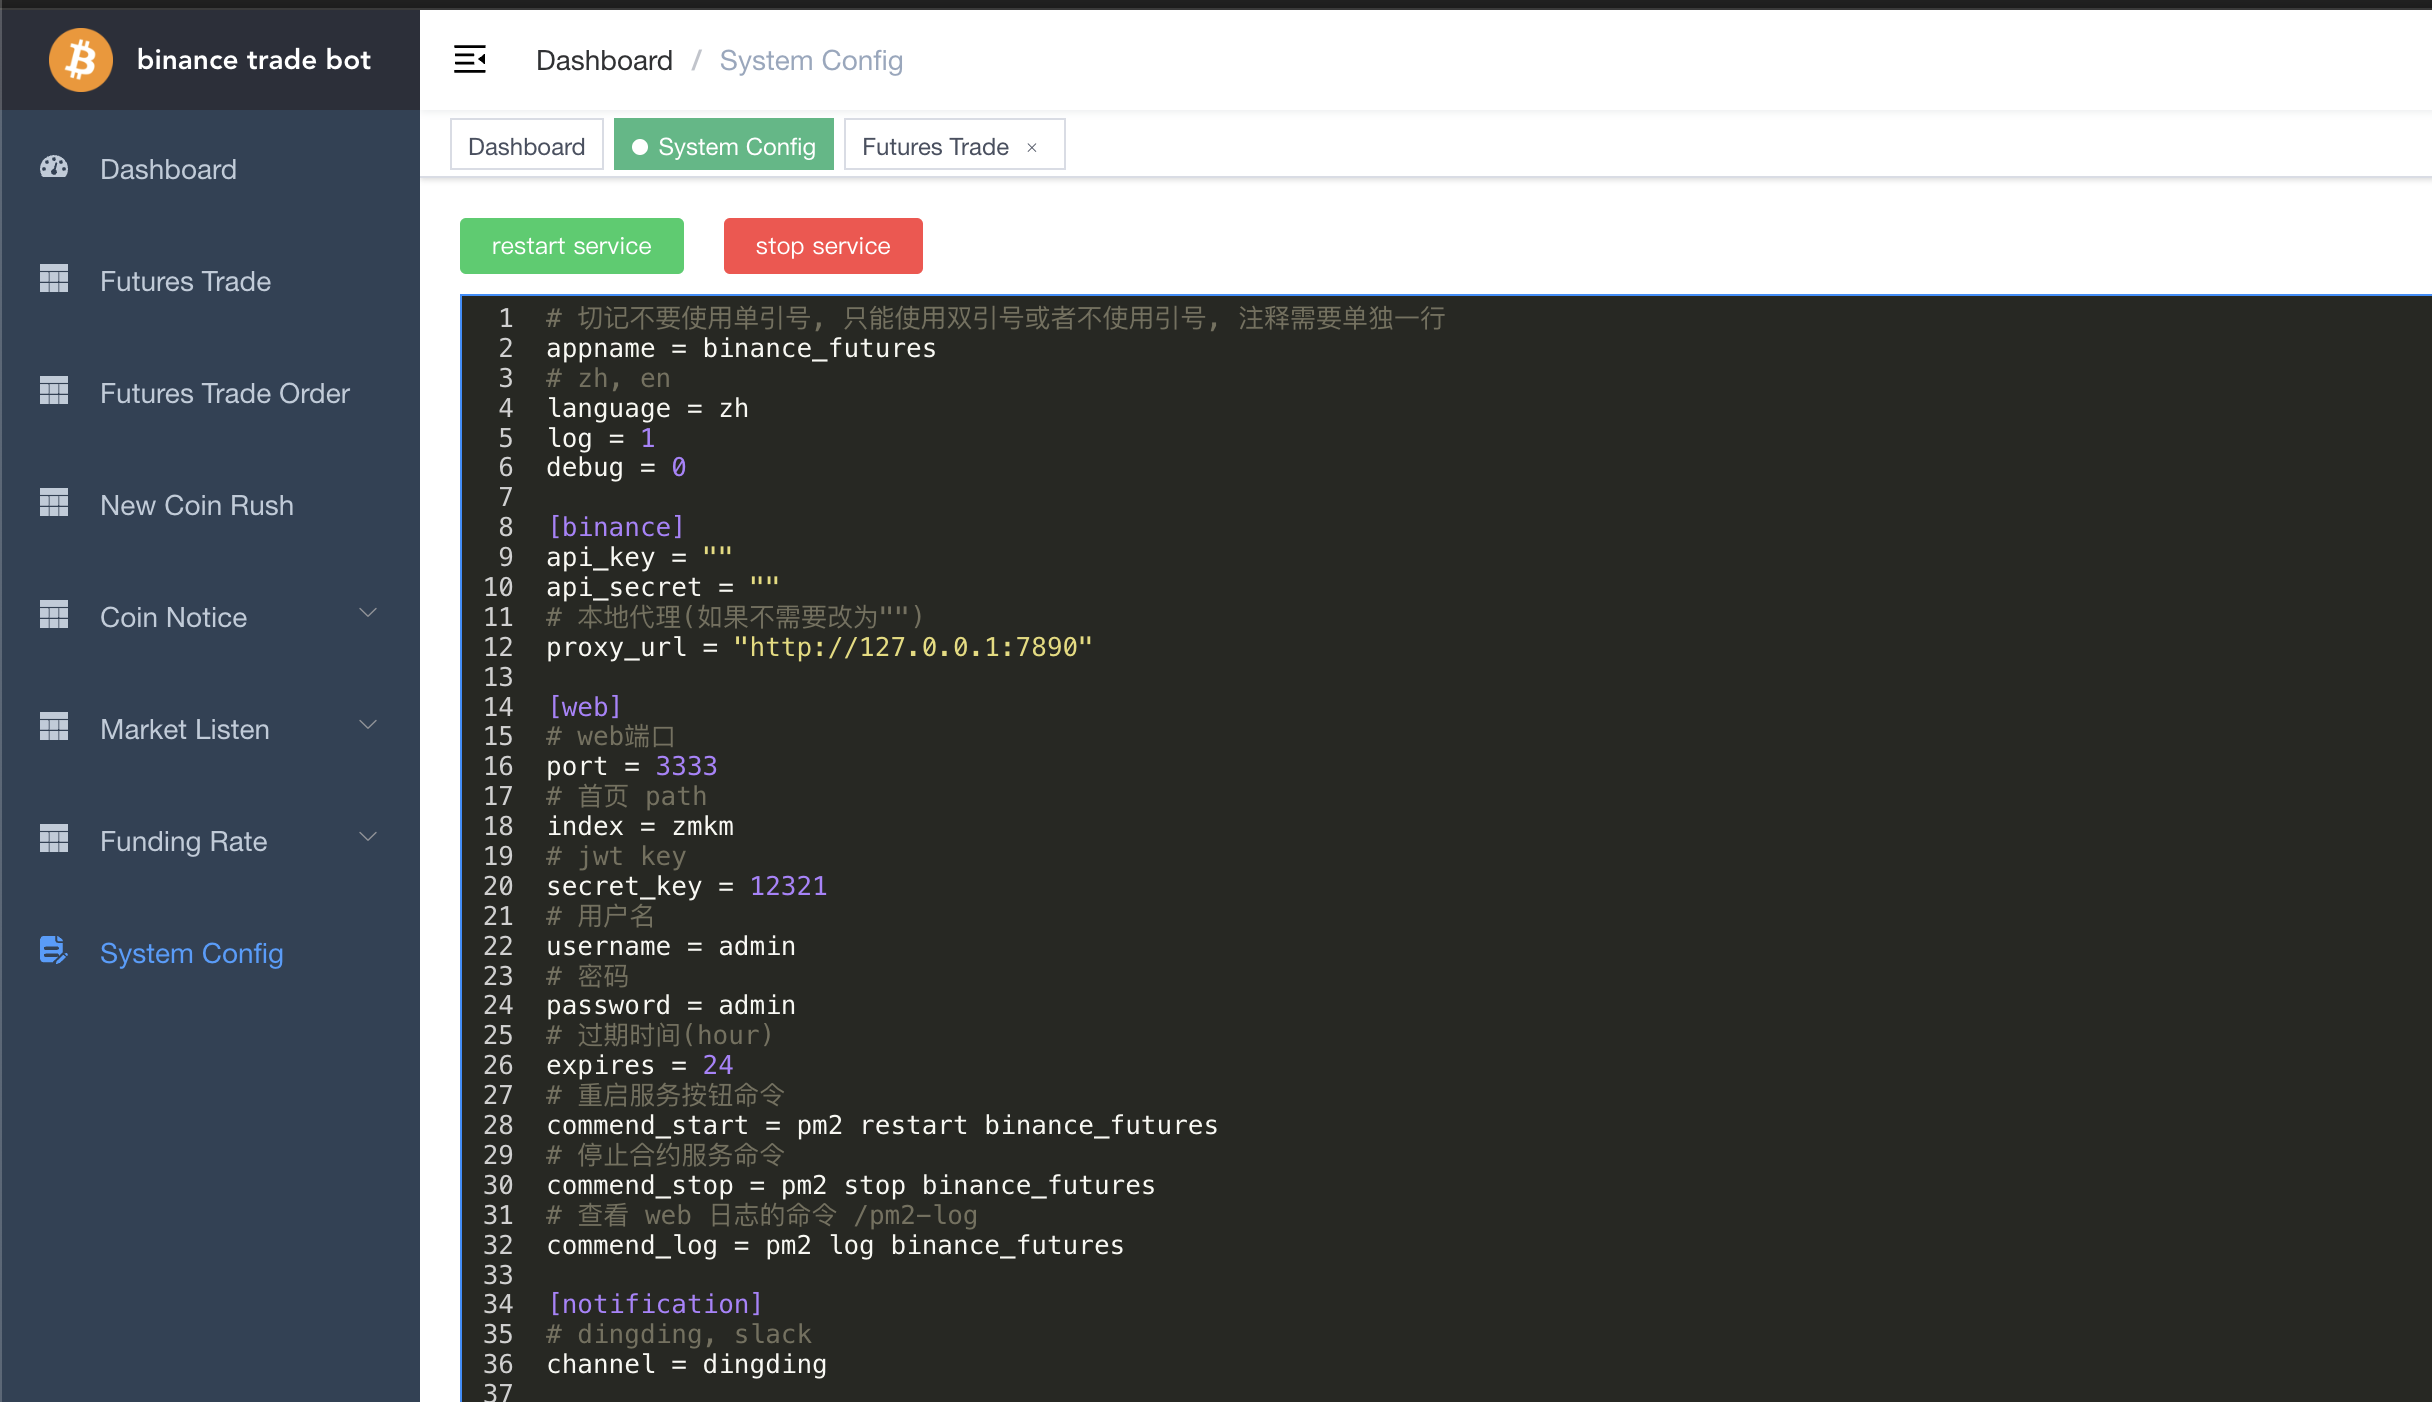 binance trade bot
Dashboard / System Config
Dashboard
System Config
Futures Trade ×
Dashboard
Futures Trade
Futures Trade Order
New Coin Rush
Coin Notice
Market Listen
Funding Rate
System Config
restart service
stop service
1 # 切记不要使用单引号, 只能使用双引号或者不使用引号, 注释需要单独一行
2 appname = binance_futures
3 # zh, en
4 language = zh
5 log = 1
6 debug = 0
7
8 [binance]
9 api_key = ""
10 api_secret = ""
11 # 本地代理(如果不需要改为"")
12 proxy_url = "http://127.0.0.1:7890"
13
14 [web]
15 # web端口
16 port = 3333
17 # 首页 path
18 index = zmkm
19 # jwt key
20 secret_key = 12321
21 # 用户名
22 username = admin
23 # 密码
24 password = admin
25 # 过期时间(hour)
26 expires = 24
27 # 重启服务按钮命令
28 commend_start = pm2 restart binance_futures
29 # 停止合约服务命令
30 commend_stop = pm2 stop binance_futures
31 # 查看 web 日志的命令 /pm2-log
32 commend_log = pm2 log binance_futures
33
34 [notification]
35 # dingding, slack
36 channel = dingding
37